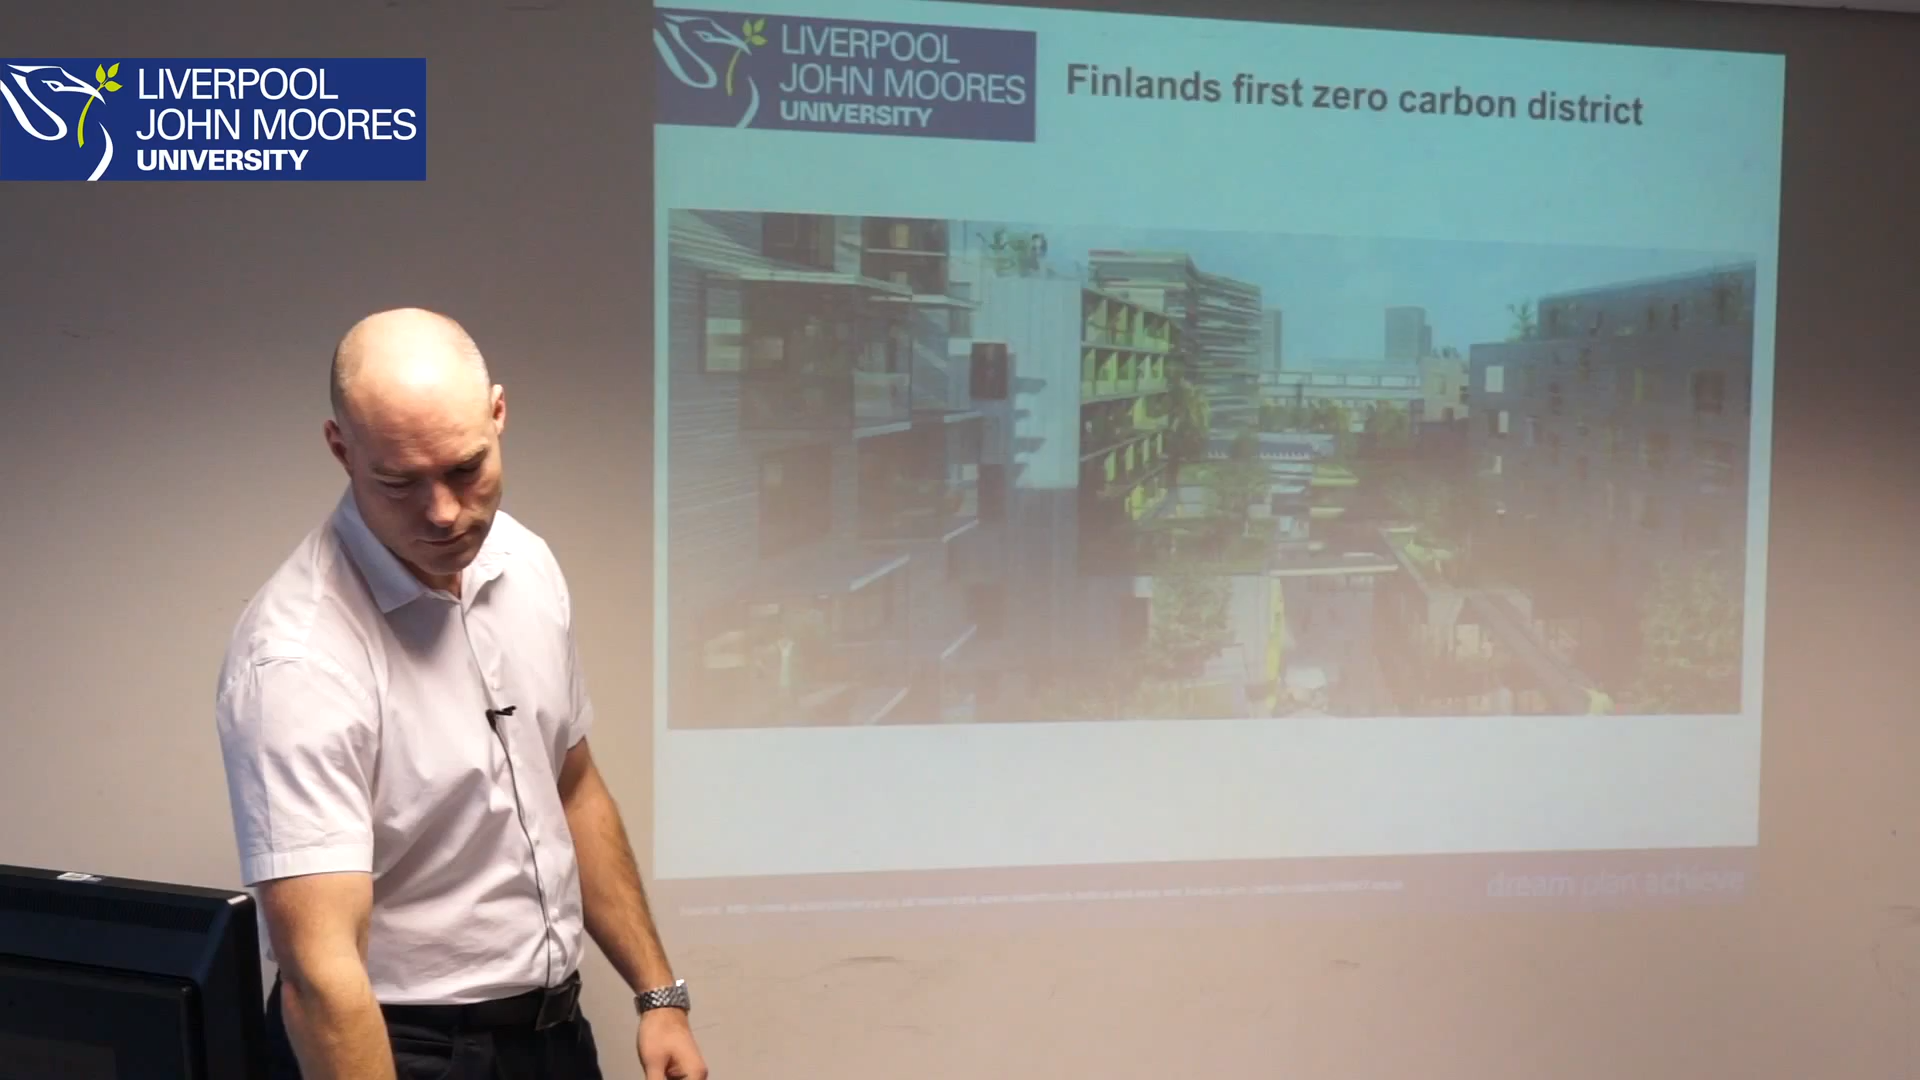 LIVERPOOL
JOHN MOORES
UNIVERSITY
LIVERPOOL
JOHN MOORES
UNIVERSITY
Finlands first zero carbon district
dream plan achieve